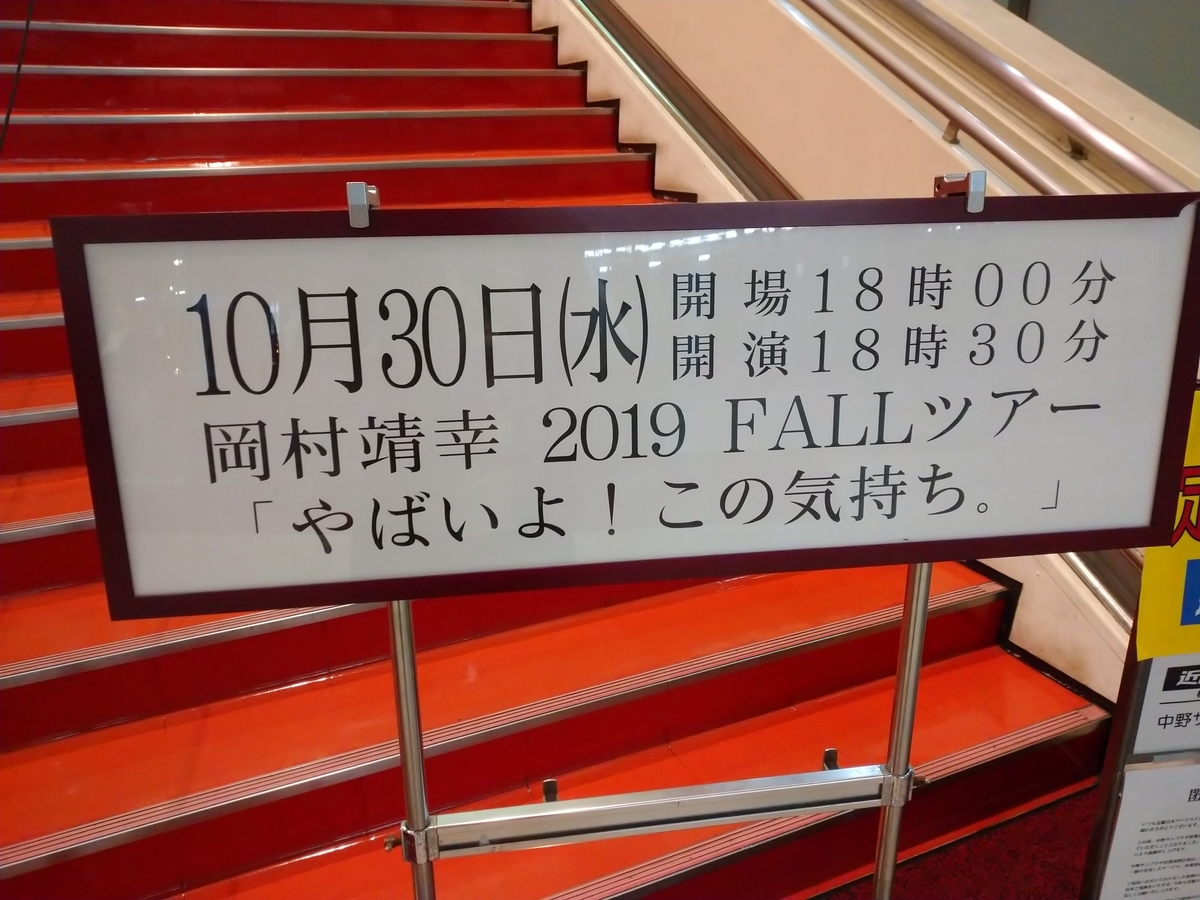 10月30日(水)
開場18時00分
開演18時30分
岡村靖幸 2019 FALLツアー
「やばいよ！この気持ち。」
近
中野サ